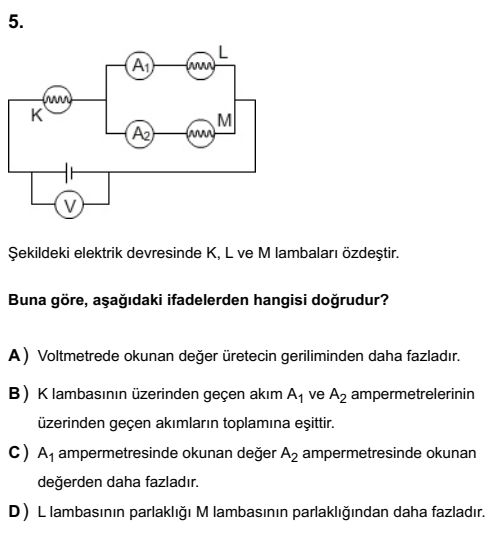 5.
A1
L
K
A2
M
V
Şekildeki elektrik devresinde K, L ve M lambaları özdeştir.
Buna göre, aşağıdaki ifadelerden hangisi doğrudur?
A) Voltmetrede okunan değer üretecin geriliminden daha fazladır.
B) K lambasının üzerinden geçen akım A1 ve A2 ampermetrelerinin
üzerinden geçen akımların toplamına eşittir.
C) A1 ampermetresinde okunan değer A2 ampermetresinde okunan
değerden daha fazladır.
D) L lambasının parlaklığı M lambasının parlaklığından daha fazladır.